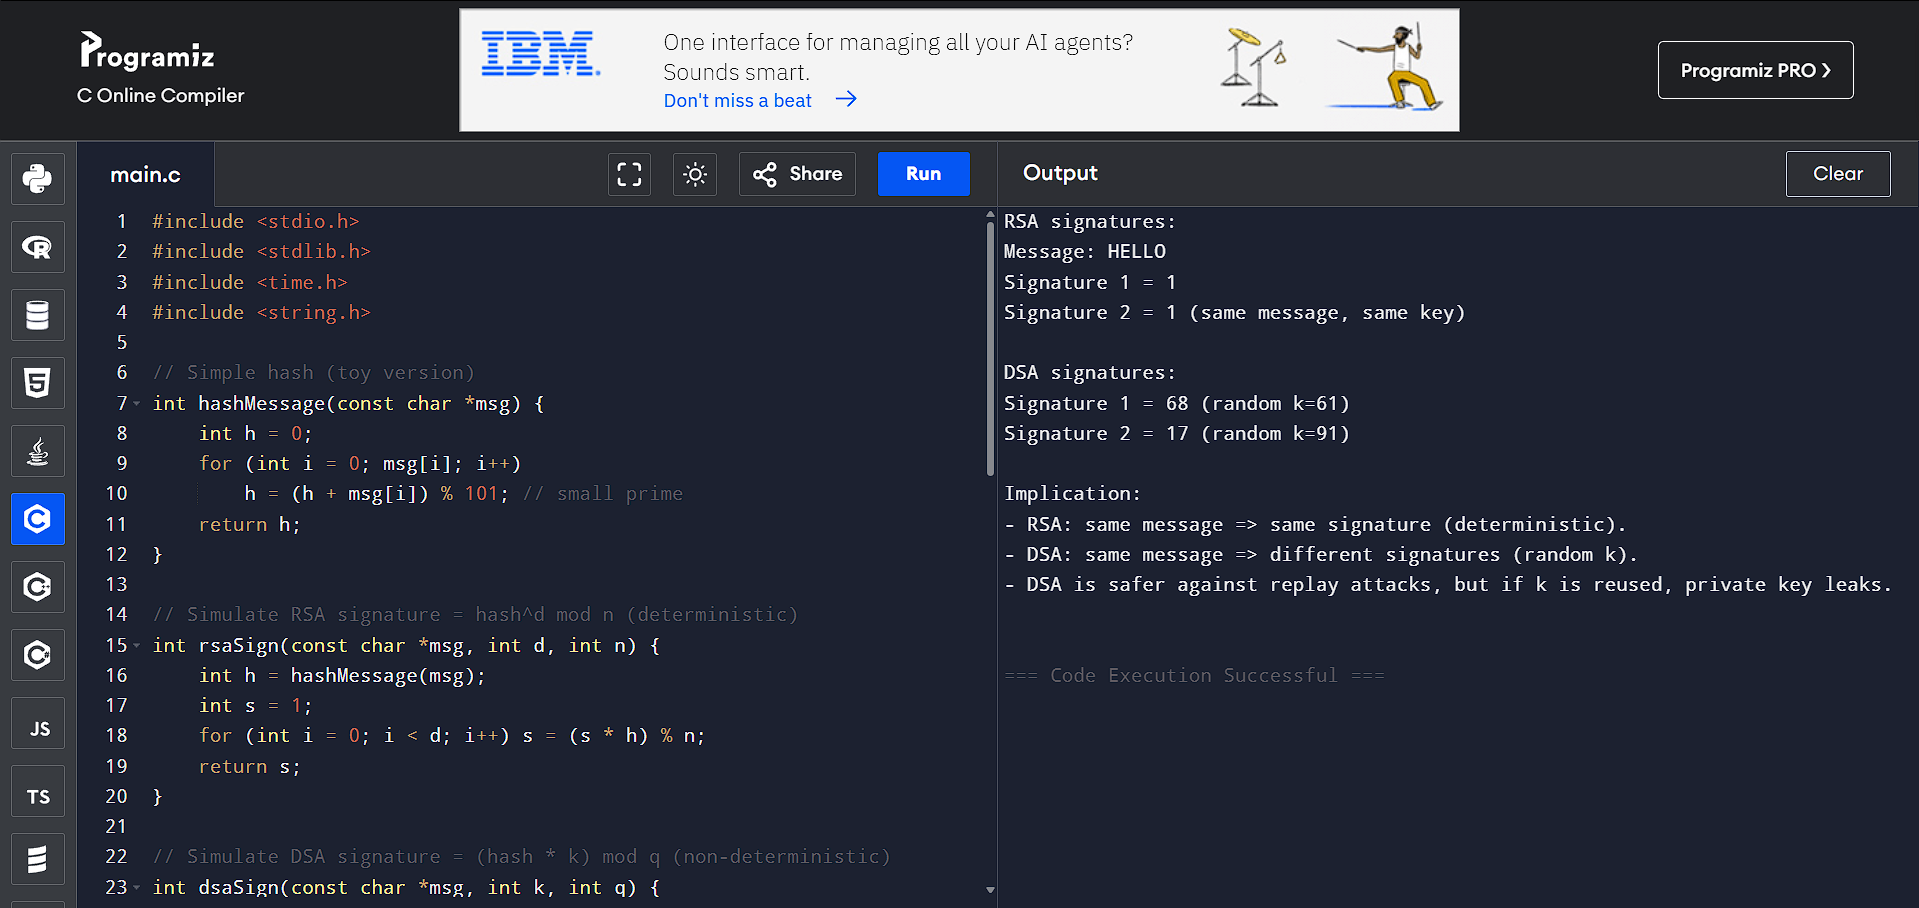 Programiz
C Online Compiler
IBM.
One interface for managing all your AI agents?
Sounds smart.
Don't miss a beat →
Programiz PRO ❯
main.c
Share
Run
Output
Clear
1 #include <stdio.h>
2 #include <stdlib.h>
3 #include <time.h>
4 #include <string.h>
5
6 // Simple hash (toy version)
7 int hashMessage(const char *msg) {
8     int h = 0;
9     for (int i = 0; msg[i]; i++)
10         h = (h + msg[i]) % 101; // small prime
11     return h;
12 }
13
14 // Simulate RSA signature = hash^d mod n (deterministic)
15 int rsaSign(const char *msg, int d, int n) {
16     int h = hashMessage(msg);
17     int s = 1;
18     for (int i = 0; i < d; i++) s = (s * h) % n;
19     return s;
20 }
21
22 // Simulate DSA signature = (hash * k) mod q (non-deterministic)
23 int dsaSign(const char *msg, int k, int q) {
RSA signatures:
Message: HELLO
Signature 1 = 1
Signature 2 = 1 (same message, same key)
DSA signatures:
Signature 1 = 68 (random k=61)
Signature 2 = 17 (random k=91)
Implication:
- RSA: same message => same signature (deterministic).
- DSA: same message => different signatures (random k).
- DSA is safer against replay attacks, but if k is reused, private key leaks.
=== Code Execution Successful ===
R
5
C
C++
C#
JS
TS